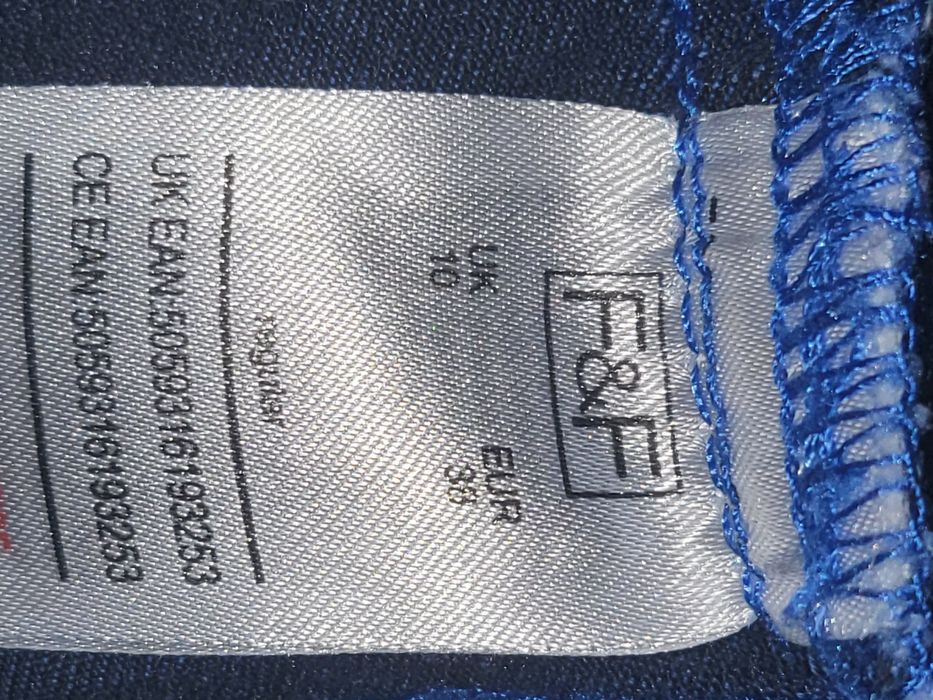 F&F
UK EUR
10 38
regular
UK EAN 5059316193253
CE EAN 5059316193253